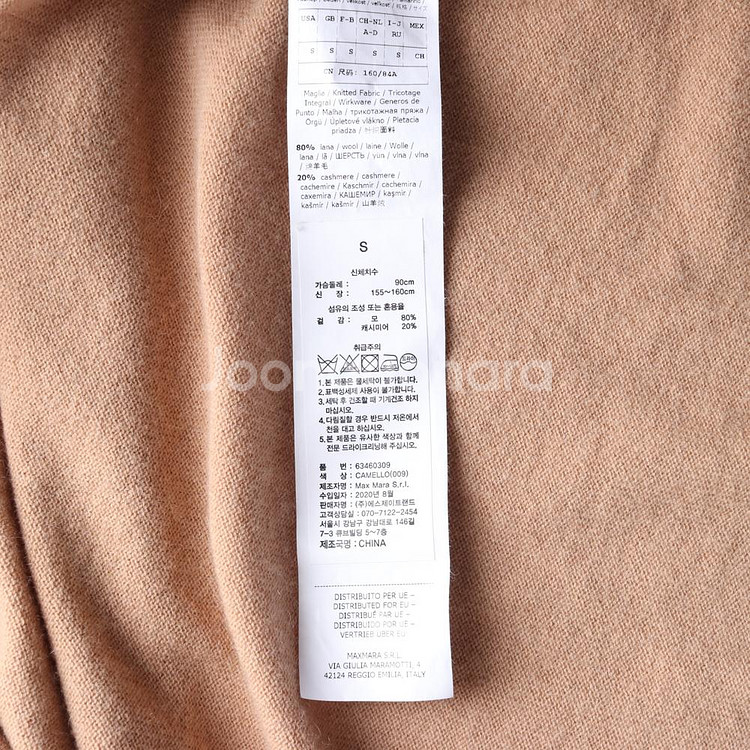 USA GB F-B CH-NL I-J MEX
A-D RU
S S S S S CH
CN 尺码: 160/84A
Maglia / Knitted Fabric / Tricotage
Integral / Wirkware / Generos de
Punto / Malha / трикотажная пряжа /
Örgü / Úpletové vlákno / Pletacia
priadza / 针织面料
80% lana / wool / laine / Wolle /
lana / lã / ШЕРСТЬ / yün / vlna / vlna
/ 绵羊毛
20% cashmere / cashmere /
cachemire / Kaschmir / cachemira /
caxemira / КАШЕМИР / kaşmir /
kašmír / kašmír / 山羊绒
S
신체치수
가슴둘레 : 90cm
신 장 : 155~160cm
섬유의 조성 또는 혼용율
겉 감 : 모 80%
캐시미어 20%
취급주의
1.본 제품은 물세탁이 불가합니다.
2.표백성세제 사용이 불가합니다.
3.세탁 후 건조할 때 기계건조 하지
마십시오.
4.다림질할 경우 반드시 저온에서
천을 대고 하십시오.
5.본 제품은 유사한 색상과 함께
전문 드라이크리닝해 주십시오.
품 번 : 63460309
색 상 : CAMELLO(009)
제조자명 : Max Mara S.r.l.
수입일자 : 2020년 8월
판매자명 : (주)에스제이트랜드
고객상담실 : 070-7122-2454
서울시 강남구 강남대로 146길
7-3 큐브빌딩 5~7층
제조국명 : CHINA
DISTRIBUITO PER UE -
DISTRIBUTED FOR EU -
DISTRIBUÉ PAR UE -
DISTRIBUIDO POR UE -
VERTRIEB ÜBER EU
MAXMARA S.R.L.
VIA GIULIA MARAMOTTI, 4
42124 REGGIO EMILIA, ITALY